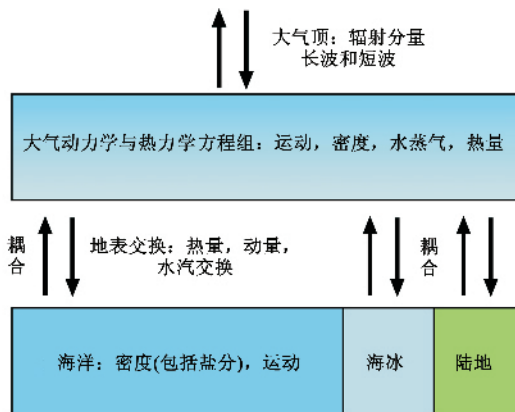 大气顶：辐射分量
长波和短波
大气动力学与热力学方程组：运动，密度，水蒸气，热量
耦合
地表交换：热量，动量，
水汽交换
耦合
海洋：密度(包括盐分)，运动
海冰
陆地